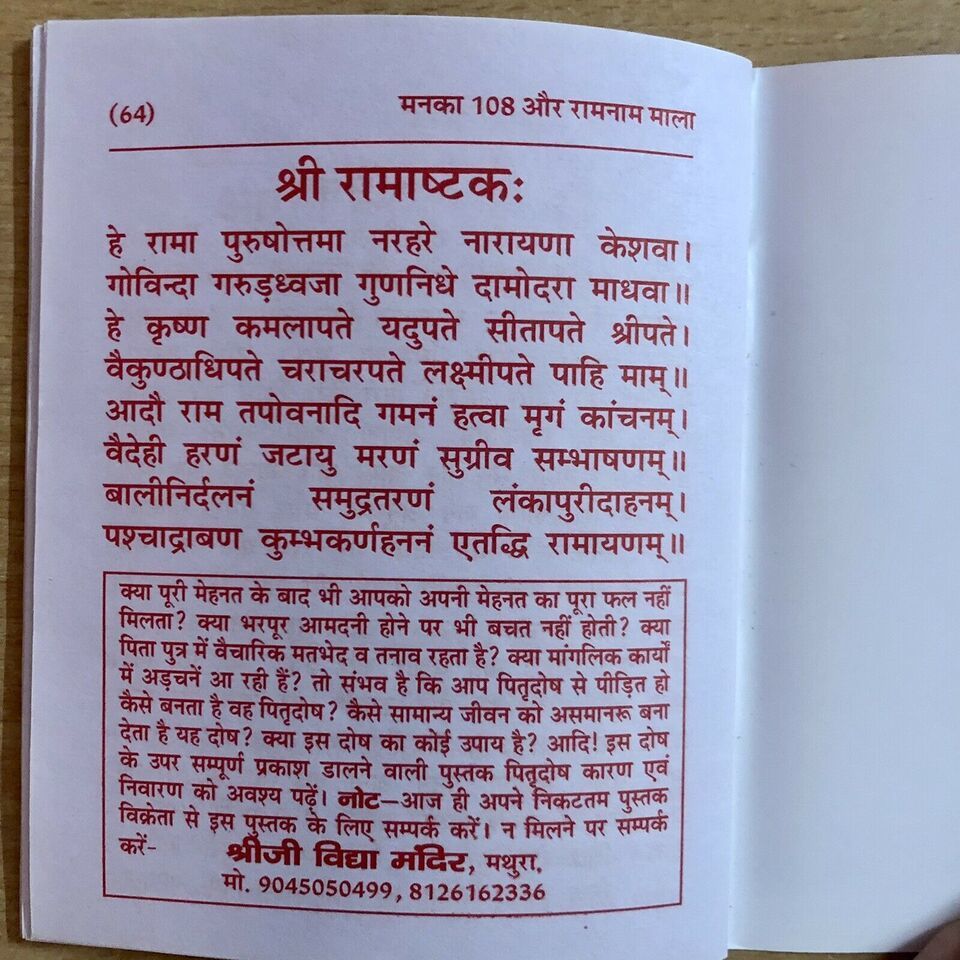 (64) मनका 108 और रामनाम माला
श्री रामाष्टकः
हे रामा पुरुषोत्तमा नरहरे नारायणा केशवा।
गोविन्दा गरुड़ध्वजा गुणनिधे दामोदरा माधवा॥
हे कृष्ण कमलापते यदुपते सीतापते श्रीपते।
वैकुण्ठाधिपते चराचरपते लक्ष्मीपते पाहि माम्॥
आदौ राम तपोवनादि गमनं हत्वा मृगं कांचनम्।
वैदेही हरणं जटायु मरणं सुग्रीव सम्भाषणम्॥
बालीनिर्दलनं समुद्रतरणं लंकापुरीदाहनम्।
पश्चाद्राबण कुम्भकर्णहननं एतद्धि रामायणम्॥
क्या पूरी मेहनत के बाद भी आपको अपनी मेहनत का पूरा फल नहीं
मिलता? क्या भरपूर आमदनी होने पर भी बचत नहीं होती? क्या
पिता पुत्र में वैचारिक मतभेद व तनाव रहता है? क्या मांगलिक कार्यों
में अड़चनें आ रही हैं? तो संभव है कि आप पितृदोष से पीड़ित हो
कैसे बनता है वह पितृदोष? कैसे सामान्य जीवन को असमानरू बना
देता है यह दोष? क्या इस दोष का कोई उपाय है? आदि! इस दोष
के उपर सम्पूर्ण प्रकाश डालने वाली पुस्तक पितृदोष कारण एवं
निवारण को अवश्य पढ़ें। नोट–आज ही अपने निकटतम पुस्तक
विक्रेता से इस पुस्तक के लिए सम्पर्क करें। न मिलने पर सम्पर्क
करें-
श्रीजी विद्या मंदिर, मथुरा.
मो. 9045050499, 8126162336